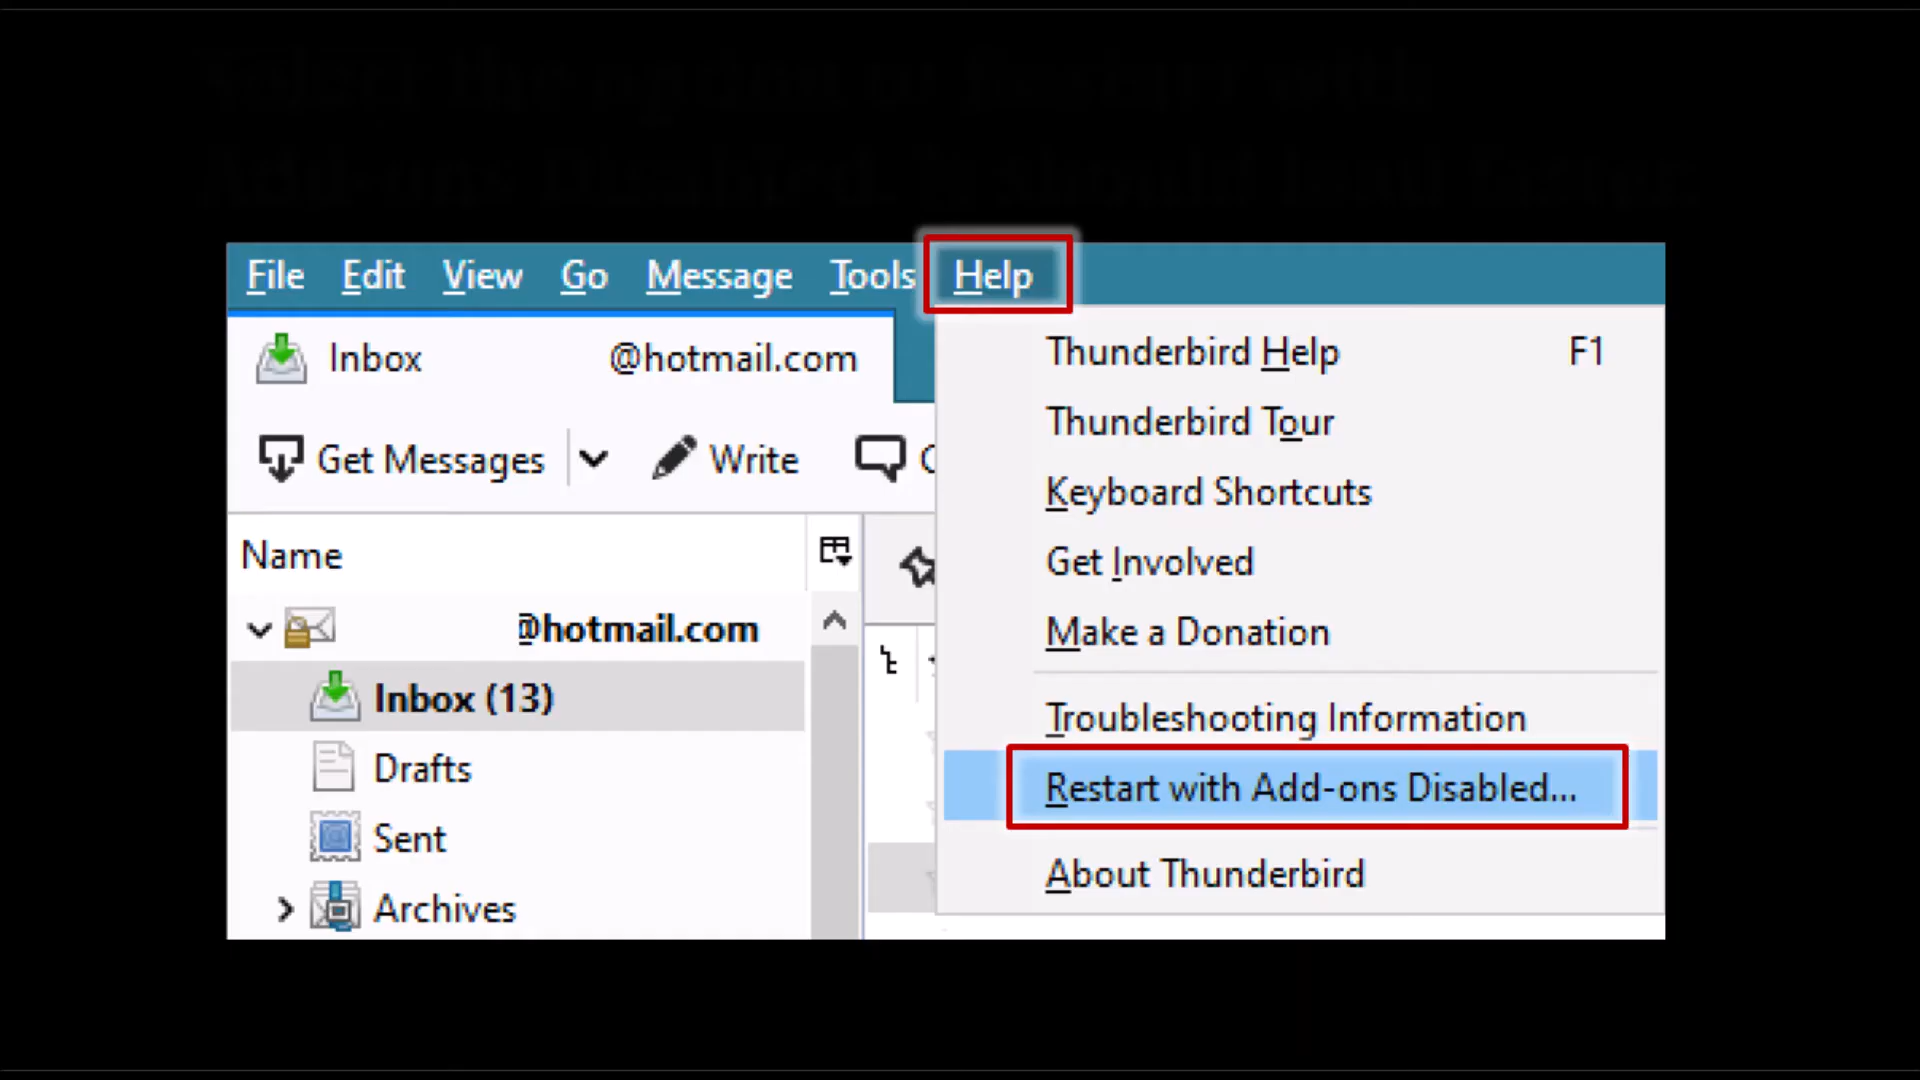 File Edit View Go Message Tools Help
Inbox @hotmail.com
Get Messages Write
Name
@hotmail.com
Inbox (13)
Drafts
Sent
Archives
Thunderbird Help F1
Thunderbird Tour
Keyboard Shortcuts
Get Involved
Make a Donation
Troubleshooting Information
Restart with Add-ons Disabled...
About Thunderbird